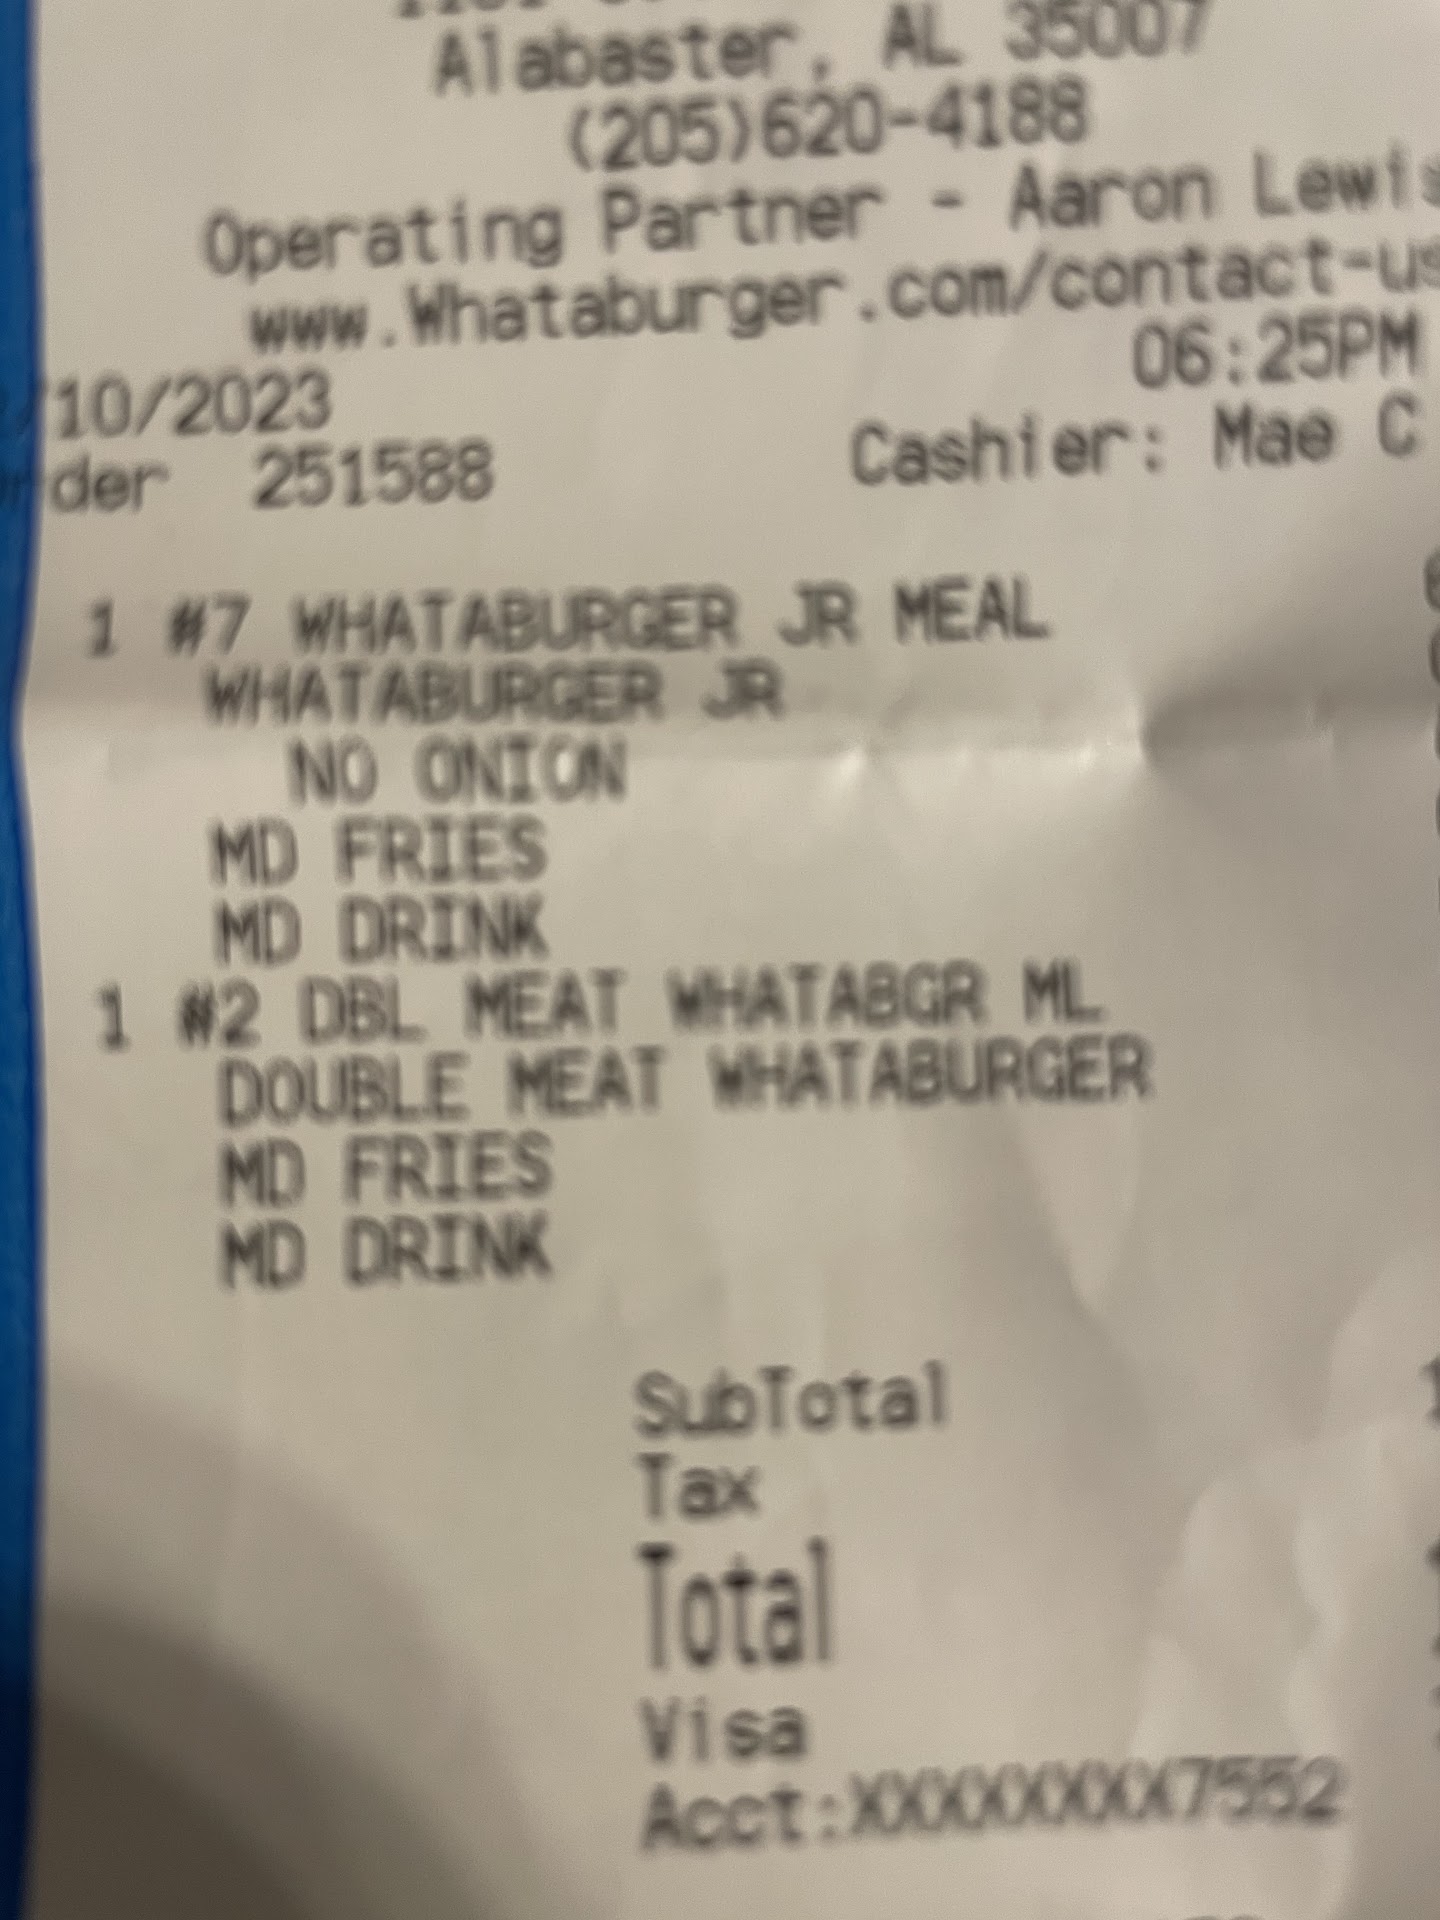 Alabaster, AL 35007
(205)620-4188
Operating Partner - Aaron Lewis
www.Whataburger.com/contact-us
/10/2023 06:25PM
Order 251588 Cashier: Mae C
1 #7 WHATABURGER JR MEAL
WHATABURGER JR
NO ONION
MD FRIES
MD DRINK
1 #2 DBL MEAT WHATABGR ML
DOUBLE MEAT WHATABURGER
MD FRIES
MD DRINK
SubTotal
Tax
Total
Visa
Acct:XXXXXXXXX7552